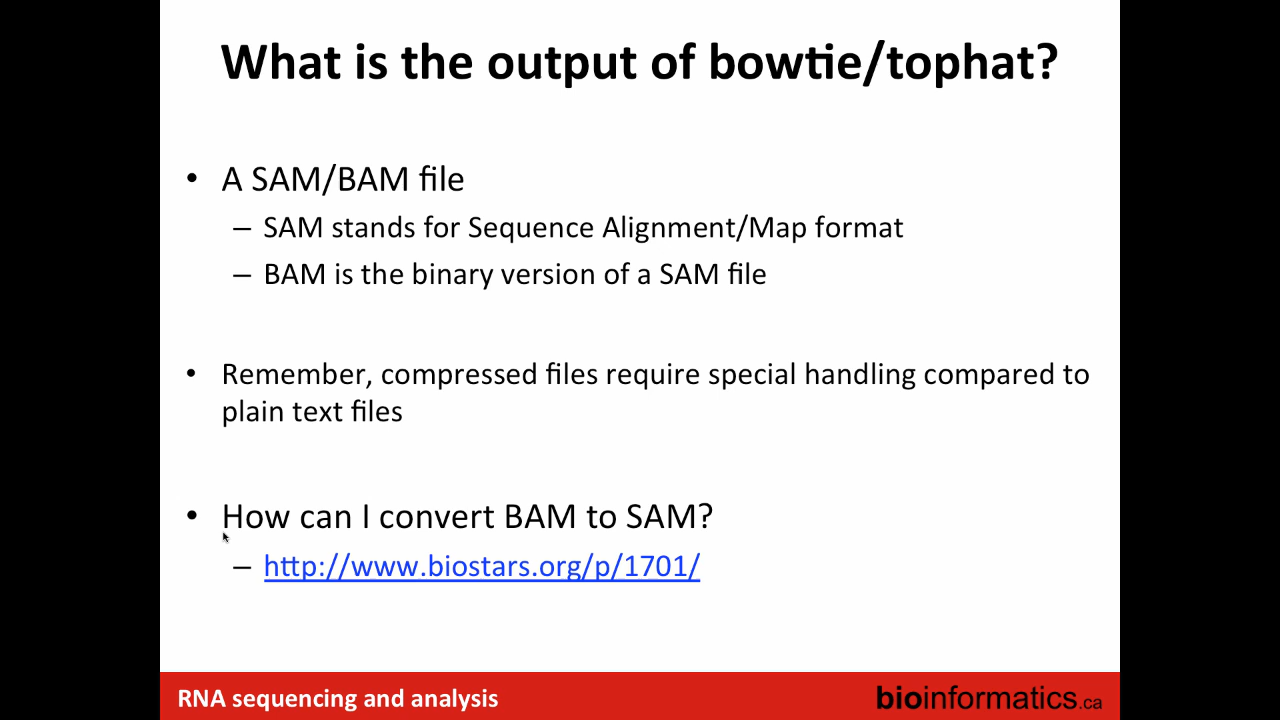 What is the output of bowtie/tophat?
• A SAM/BAM file
– SAM stands for Sequence Alignment/Map format
– BAM is the binary version of a SAM file
• Remember, compressed files require special handling compared to
plain text files
• How can I convert BAM to SAM?
– http://www.biostars.org/p/1701/
RNA sequencing and analysis
bioinformatics.ca